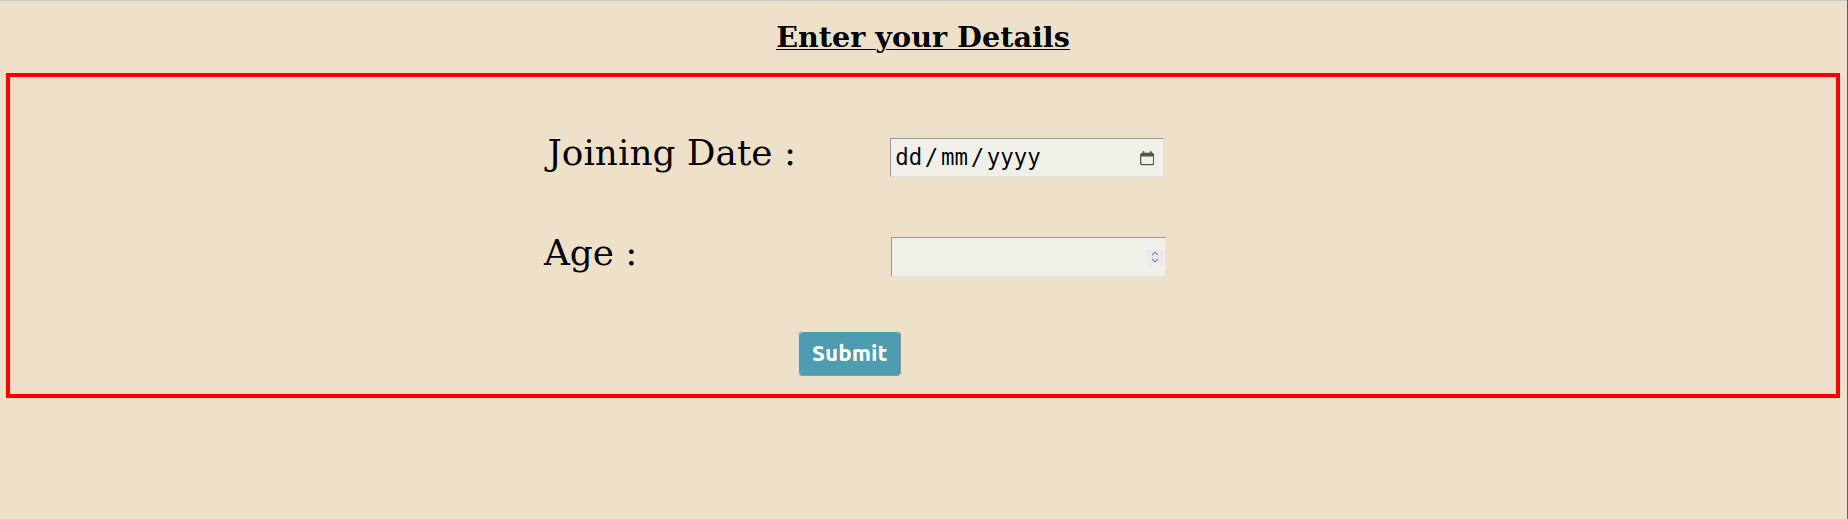 Enter your Details
Joining Date : dd/mm/yyyy
Age :
Submit